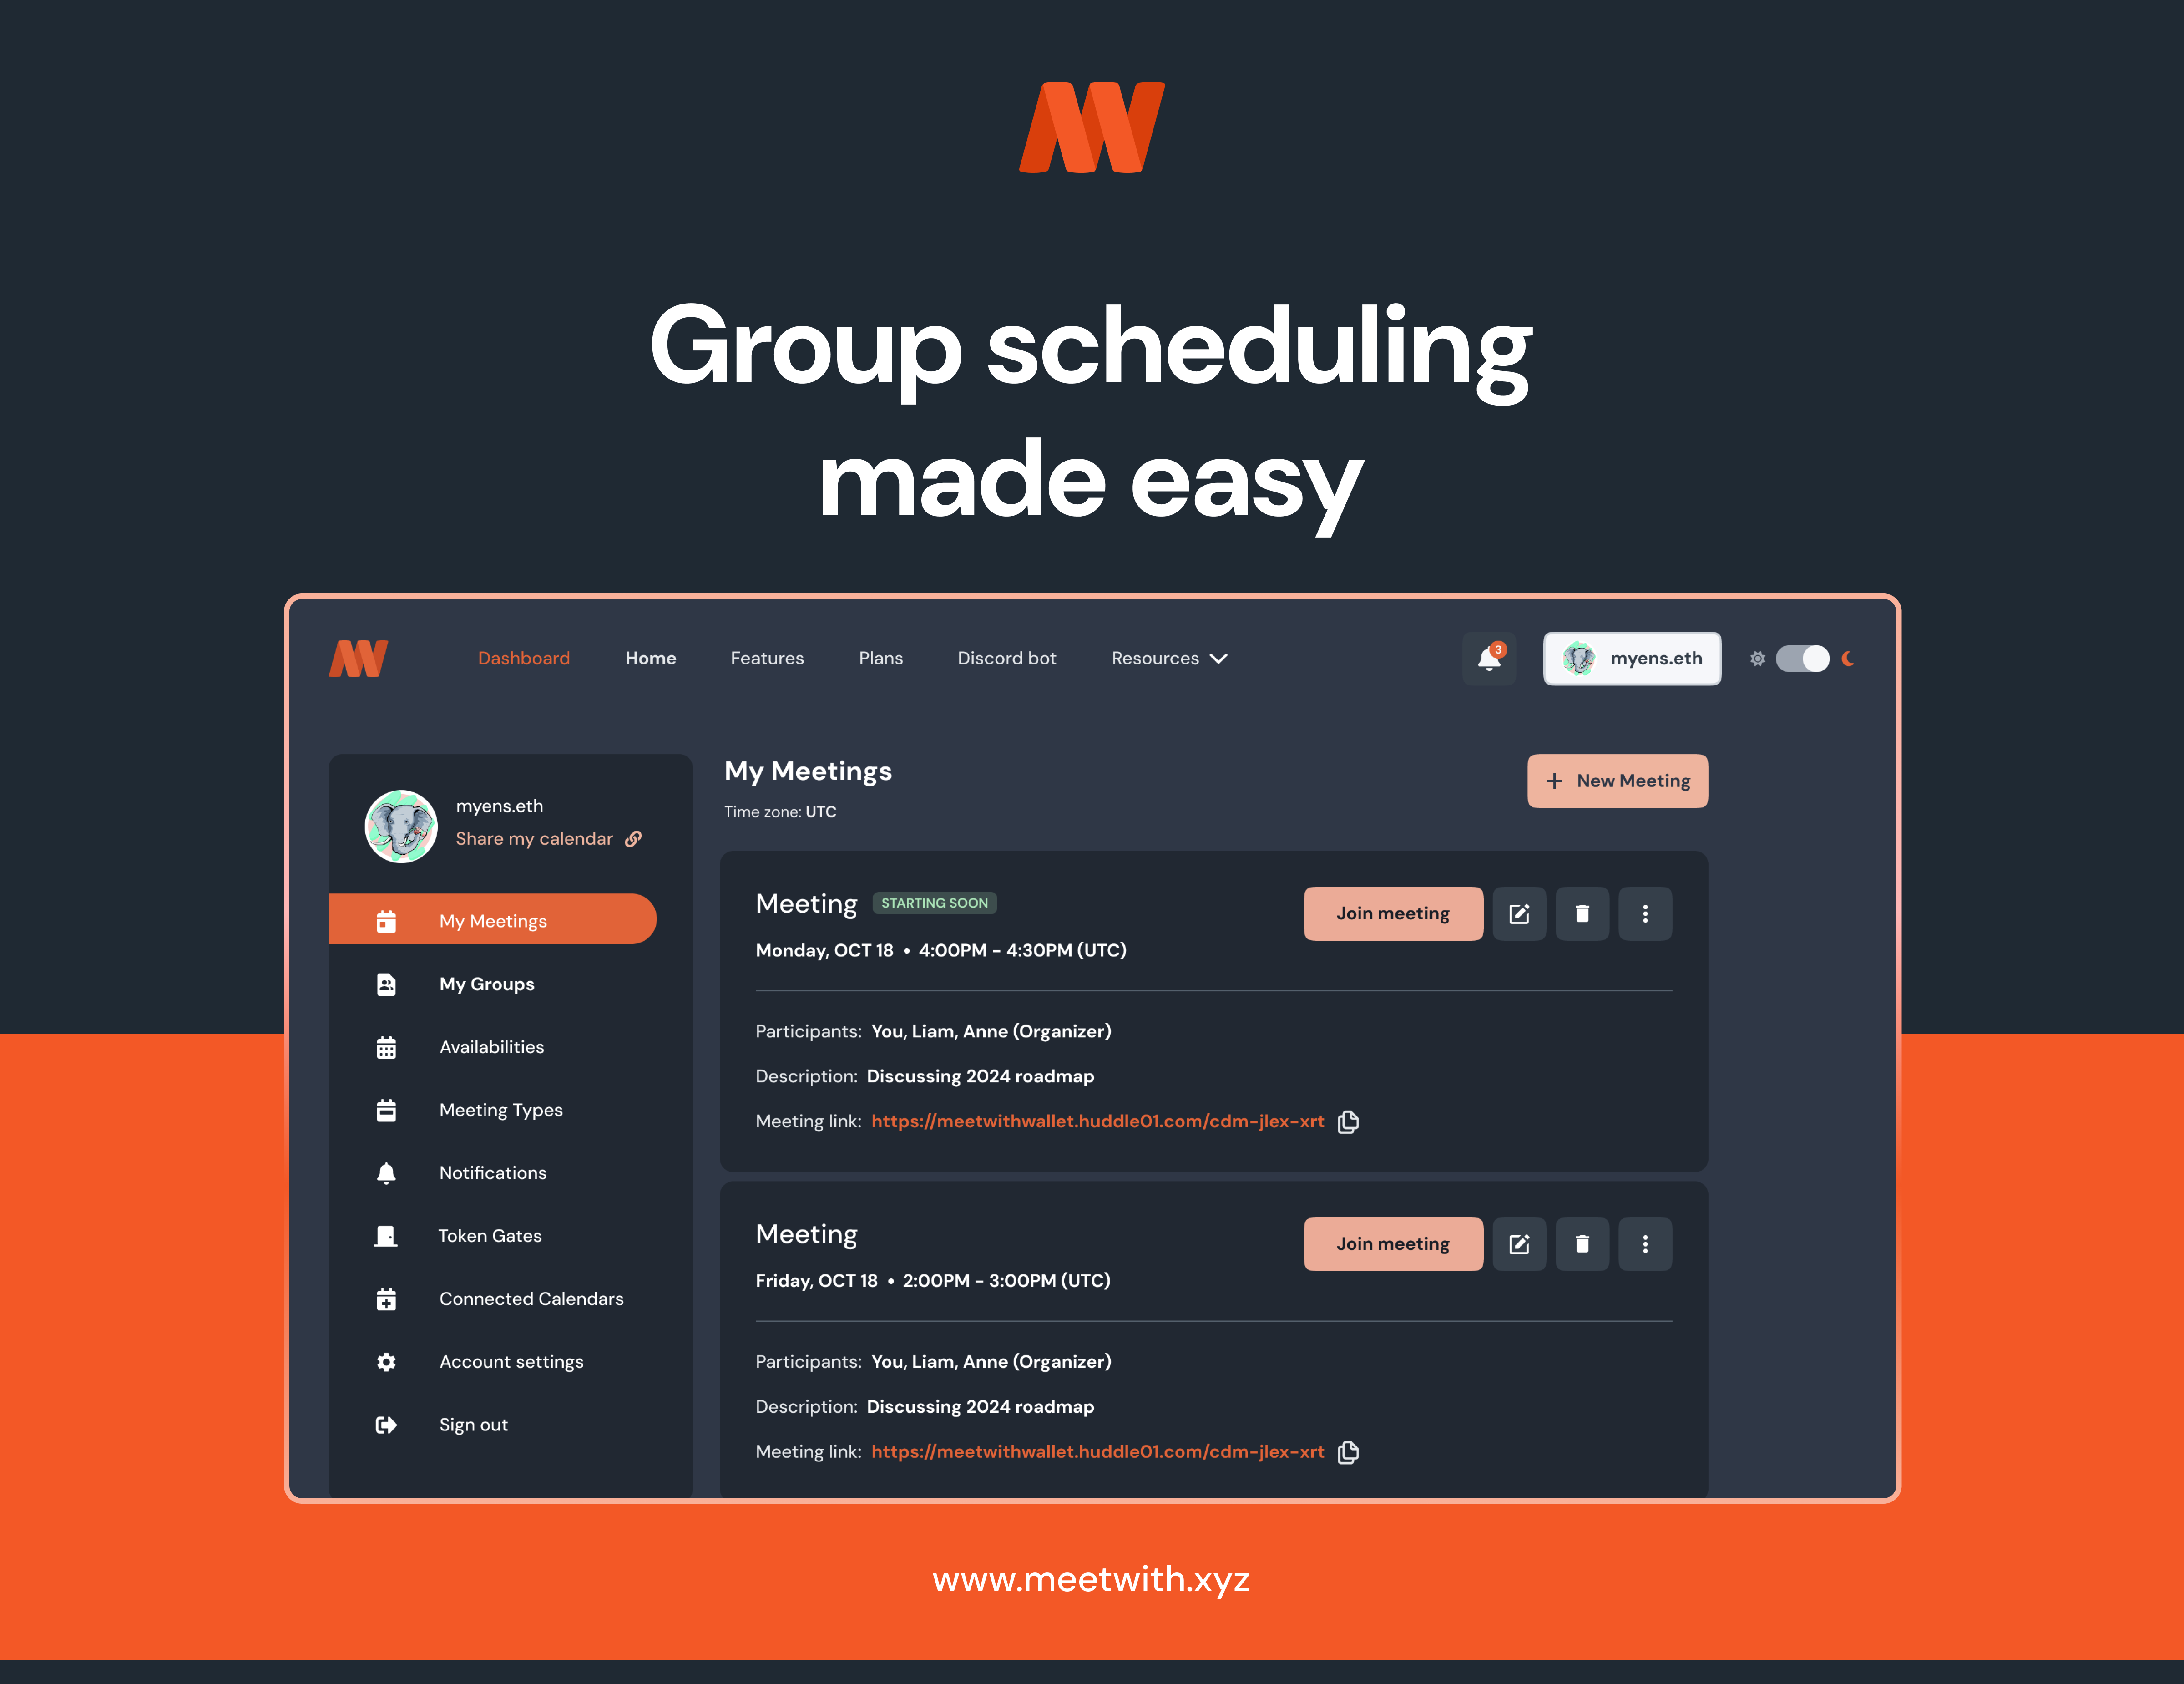 Group scheduling
made easy
Dashboard Home Features Plans Discord bot Resources 3 myens.eth
myens.eth
Share my calendar
My Meetings
My Groups
Availabilities
Meeting Types
Notifications
Token Gates
Connected Calendars
Account settings
Sign out
My Meetings
Time zone: UTC
+ New Meeting
Meeting STARTING SOON
Join meeting
Monday, OCT 18 • 4:00PM - 4:30PM (UTC)
Participants: You, Liam, Anne (Organizer)
Description: Discussing 2024 roadmap
Meeting link: https://meetwithwallet.huddle01.com/cdm-jlex-xrt
Meeting
Join meeting
Friday, OCT 18 • 2:00PM - 3:00PM (UTC)
Participants: You, Liam, Anne (Organizer)
Description: Discussing 2024 roadmap
Meeting link: https://meetwithwallet.huddle01.com/cdm-jlex-xrt
www.meetwith.xyz